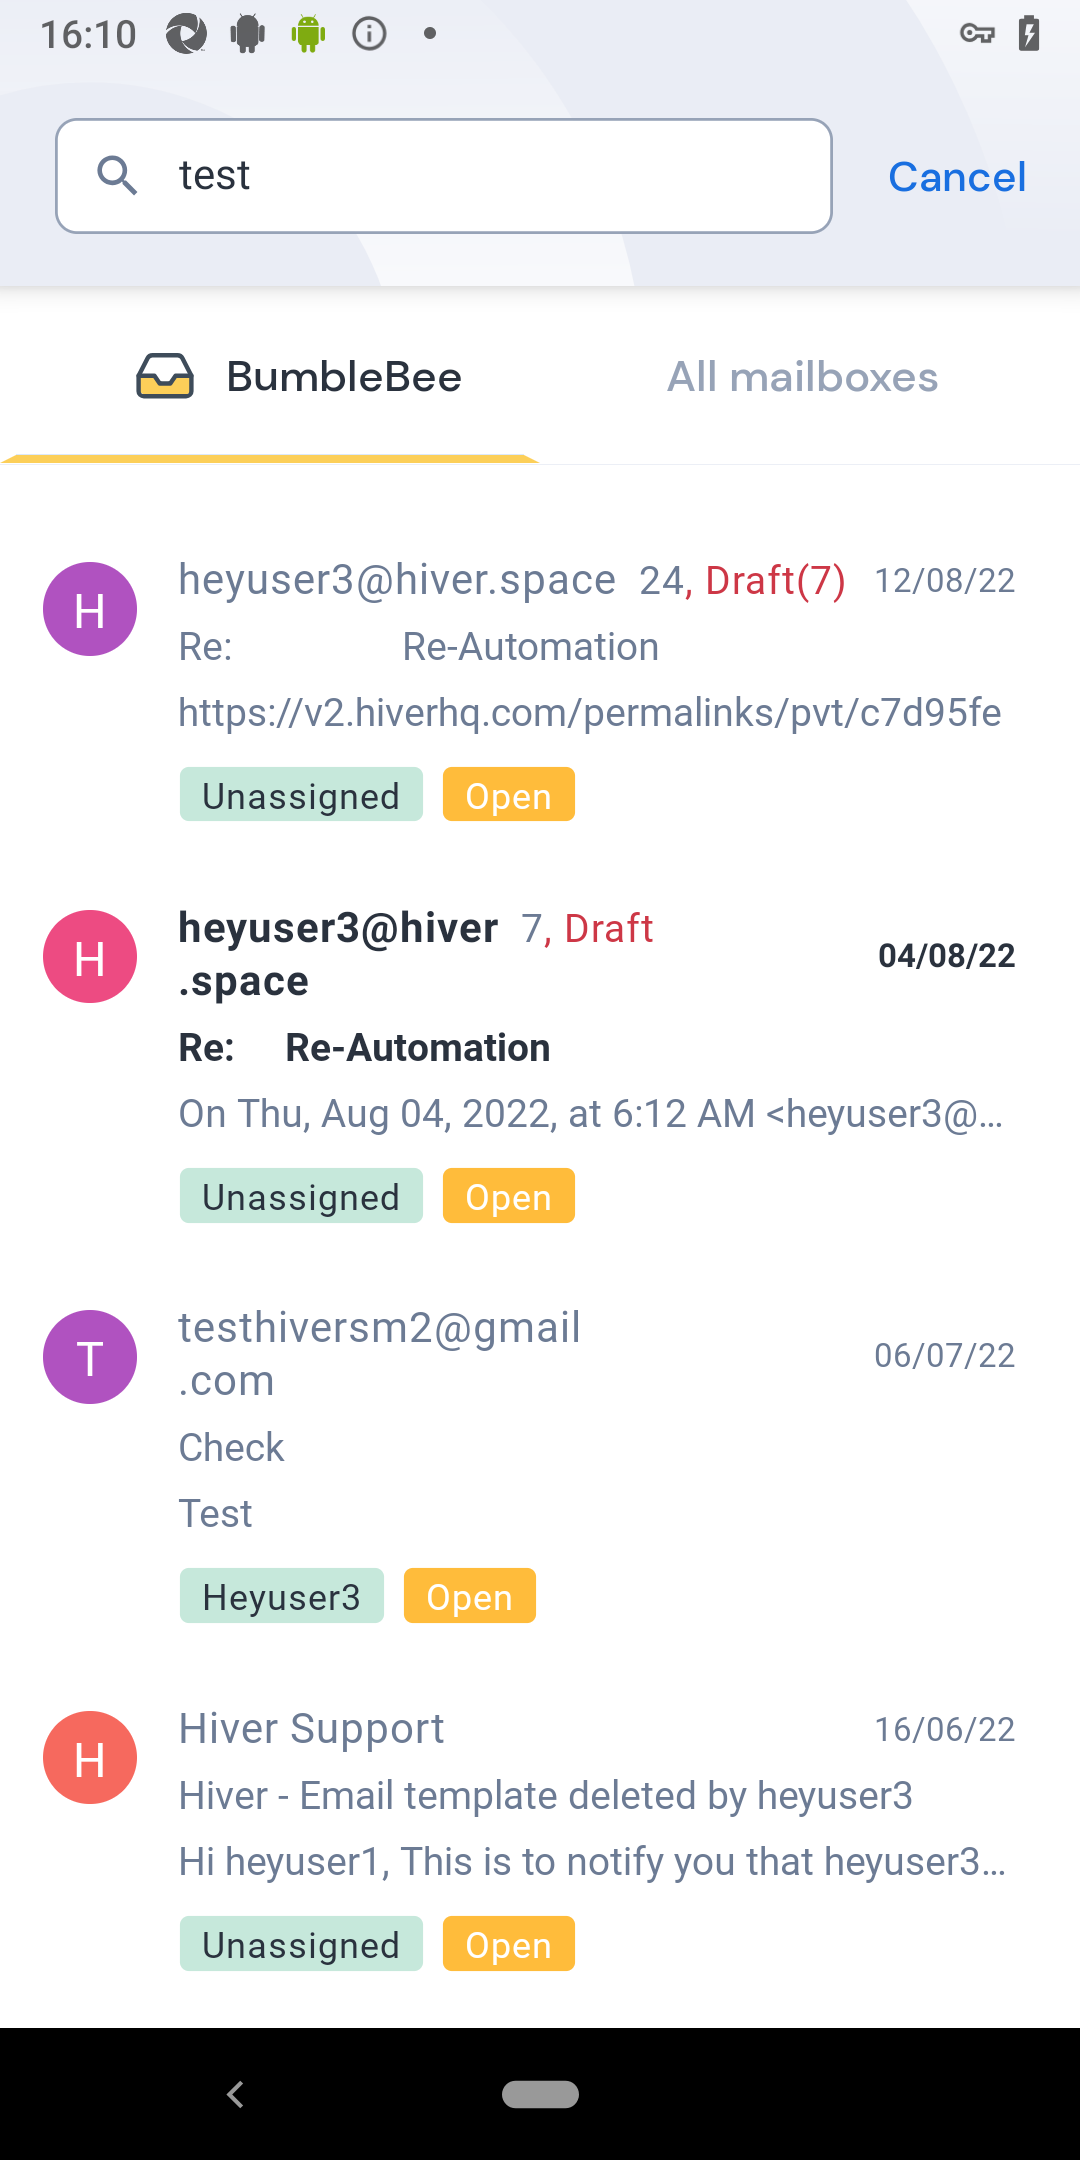 16:10
test
Cancel
BumbleBee
All mailboxes
H
heyuser3@hiver.space 24, Draft(7) 12/08/22
Re: Re-Automation
https://v2.hiverhq.com/permalinks/pvt/c7d95fe
Unassigned Open
H
heyuser3@hiver 7, Draft
.space
04/08/22
Re: Re-Automation
On Thu, Aug 04, 2022, at 6:12 AM <heyuser3@...
Unassigned Open
T
testhiversm2@gmail
.com
06/07/22
Check
Test
Heyuser3 Open
H
Hiver Support 16/06/22
Hiver - Email template deleted by heyuser3
Hi heyuser1, This is to notify you that heyuser3...
Unassigned Open